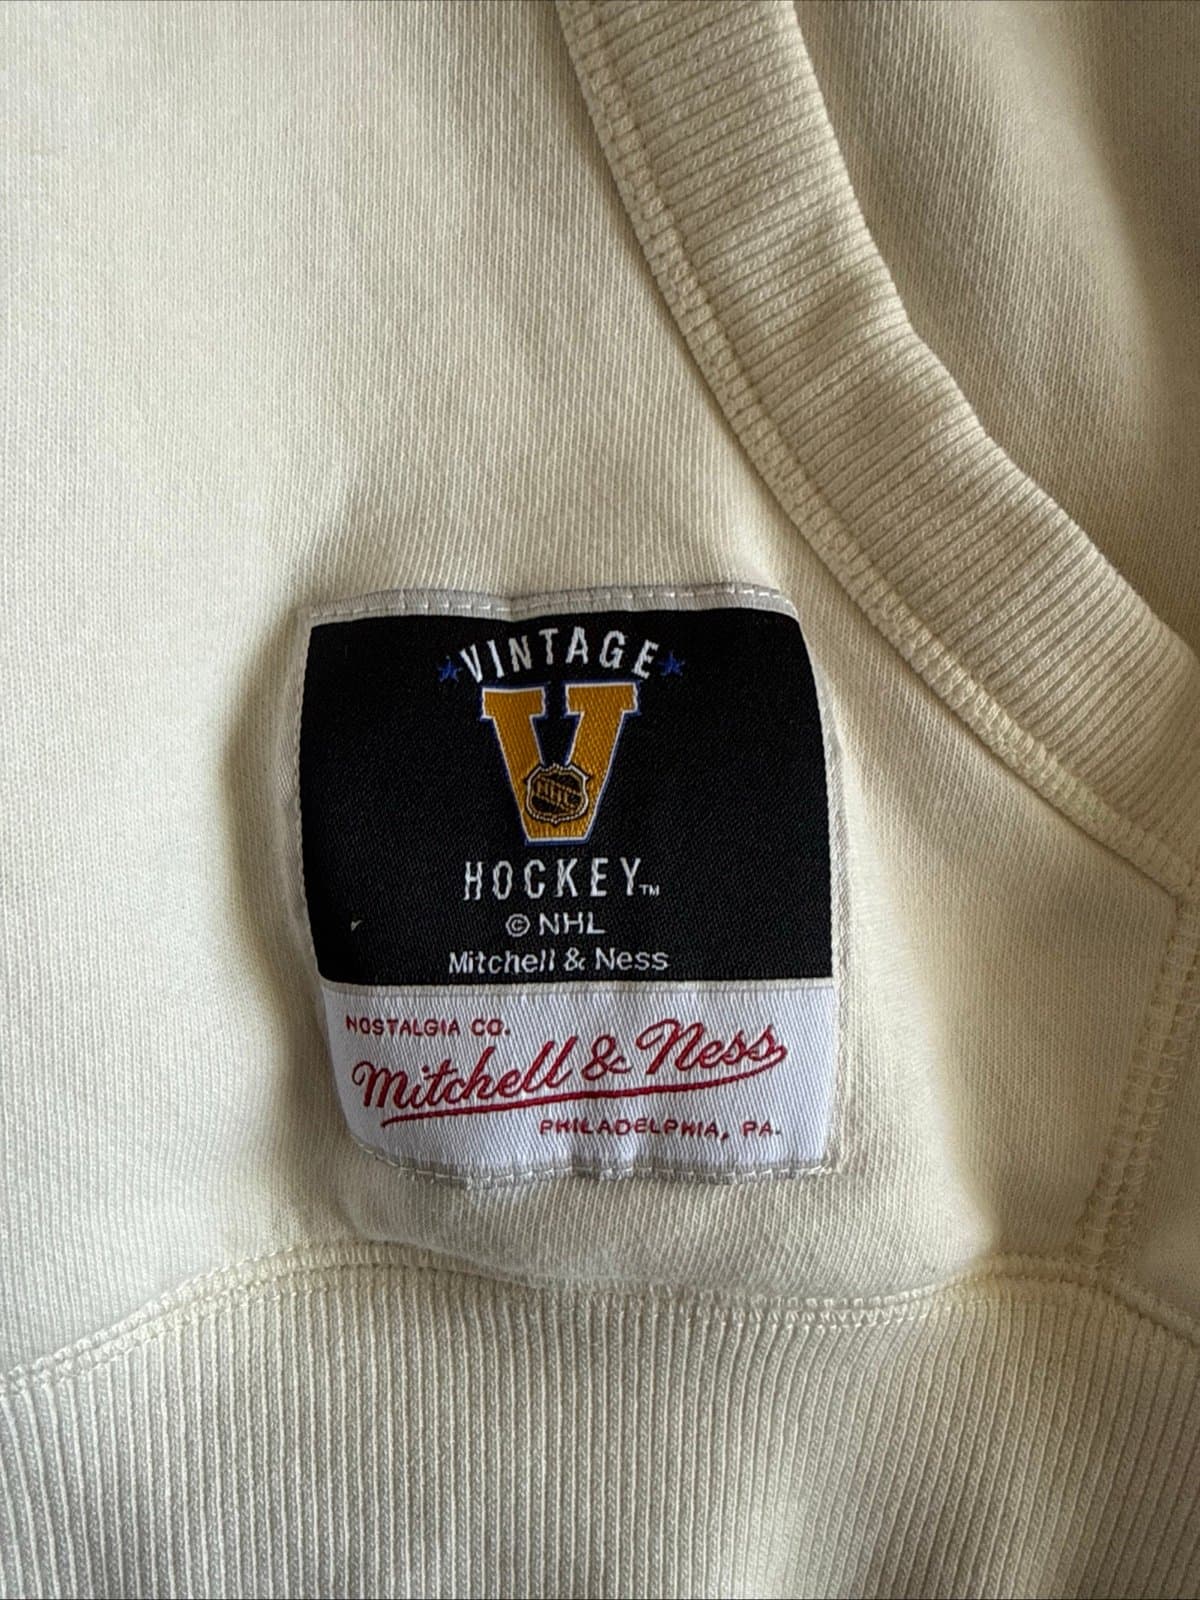 VINTAGE
V
NHL
HOCKEY™
© NHL
Mitchell & Ness
NOSTALGIA CO.
Mitchell & Ness
PHILADELPHIA, PA.